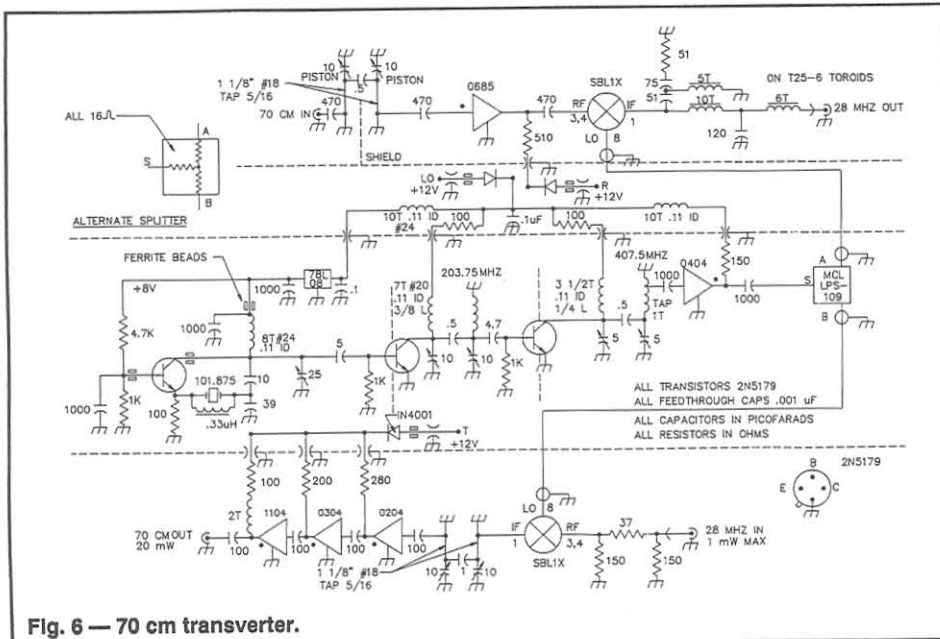 10
PISTON
10
PISTON
.5
1 1/8" #18
TAP 5/16
470
70 CM IN
SHIELD
470
0685
470
510
RF
3,4
SBL1X
IF
1
LO
8
51
75
51
5T
10T
6T
120
ON T25-6 TOROIDS
28 MHZ OUT
ALL 16Ω
A
S
B
ALTERNATE SPLITTER
LO
+12V
R
+12V
10T .11 ID
#24
100
.1uF
100
10T .11 ID
150
FERRITE BEADS
+8V
1000
78L
08
.1
4.7K
1000
8T#24
.11 ID
1000
1K
100
101.875
.33uH
10
39
25
5
1K
7T#20
.11 ID
3/8 L
203.75MHZ
10
.5
10
4.7
1K
3 1/2T
.11 ID
1/4 L
407.5MHZ
5
.5
5
TAP
1T
1000
0404
1000
S
A
MCL
LPS-
109
B
IN4001
T
+12V
ALL TRANSISTORS 2N5179
ALL FEEDTHROUGH CAPS .001 uF
ALL CAPACITORS IN PICOFARADS
ALL RESISTORS IN OHMS
B
E
C
2N5179
100
200
280
2T
1104
0304
0204
70 CMOUT
20 mW
100
100
100
100
1 1/8" #18
TAP 5/16
10
1
10
LO
8
IF
1
RF
3,4
SBL1X
37
150
150
28 MHZ IN
1 mW MAX
Fig. 6 — 70 cm transverter.